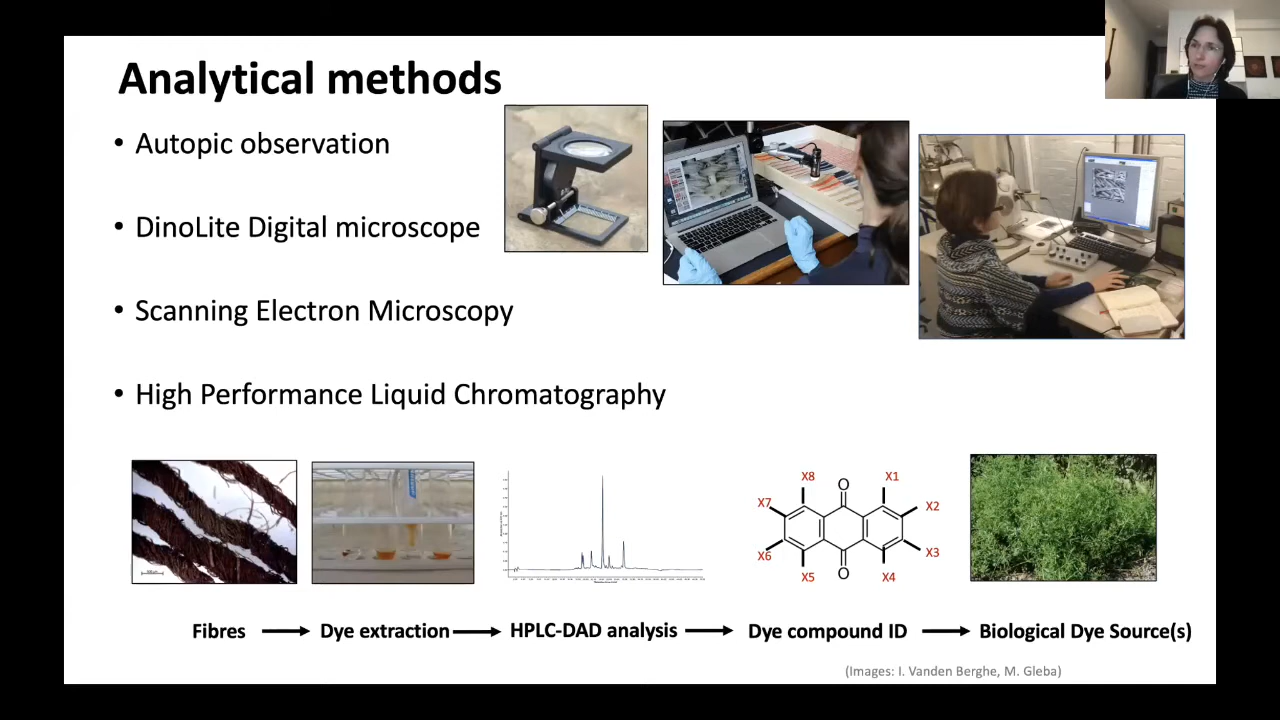 Analytical methods
• Autopic observation
• DinoLite Digital microscope
• Scanning Electron Microscopy
• High Performance Liquid Chromatography
X8
O
X1
X7
X2
X6
X3
X5
O
X4
Fibres
Dye extraction
HPLC-DAD analysis
Dye compound ID
Biological Dye Source(s)
(Images: I. Vanden Berghe, M. Gleba)